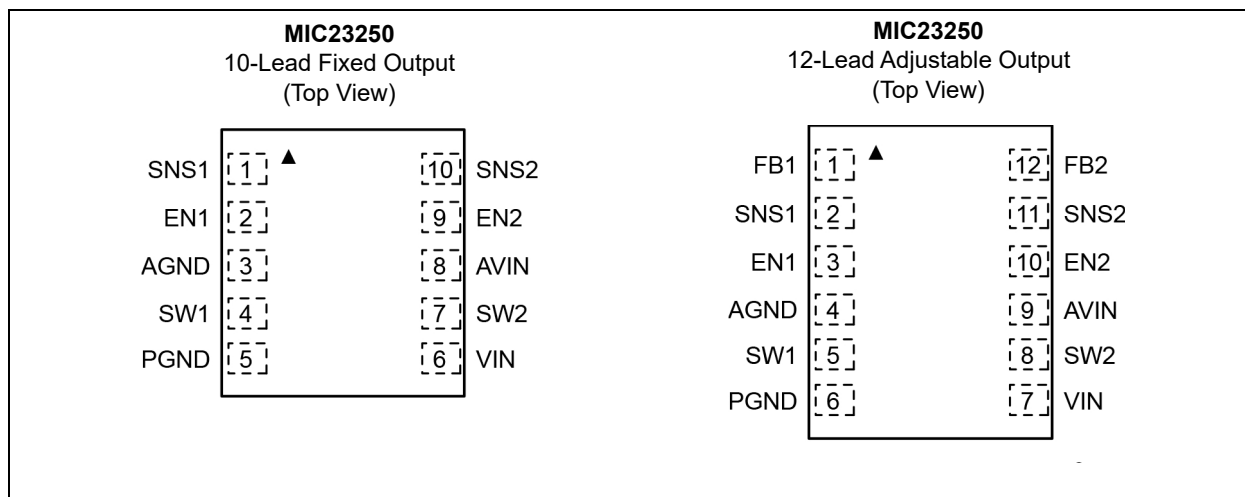 MIC23250
10-Lead Fixed Output
(Top View)
SNS1 1 10 SNS2
EN1 2 9 EN2
AGND 3 8 AVIN
SW1 4 7 SW2
PGND 5 6 VIN
MIC23250
12-Lead Adjustable Output
(Top View)
FB1 1 12 FB2
SNS1 2 11 SNS2
EN1 3 10 EN2
AGND 4 9 AVIN
SW1 5 8 SW2
PGND 6 7 VIN